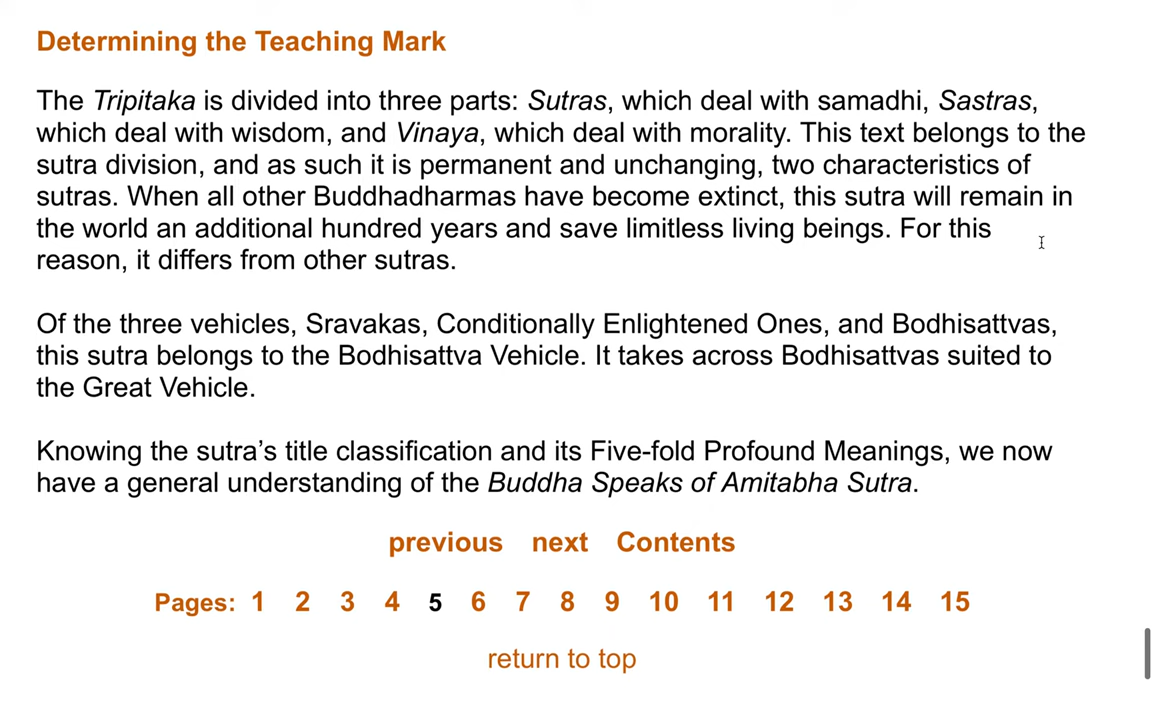 Determining the Teaching Mark
The Tripitaka is divided into three parts: Sutras, which deal with samadhi, Sastras,
which deal with wisdom, and Vinaya, which deal with morality. This text belongs to the
sutra division, and as such it is permanent and unchanging, two characteristics of
sutras. When all other Buddhadharmas have become extinct, this sutra will remain in
the world an additional hundred years and save limitless living beings. For this
reason, it differs from other sutras.
Of the three vehicles, Sravakas, Conditionally Enlightened Ones, and Bodhisattvas,
this sutra belongs to the Bodhisattva Vehicle. It takes across Bodhisattvas suited to
the Great Vehicle.
Knowing the sutra’s title classification and its Five-fold Profound Meanings, we now
have a general understanding of the Buddha Speaks of Amitabha Sutra.
previous next Contents
Pages: 1 2 3 4 5 6 7 8 9 10 11 12 13 14 15
return to top